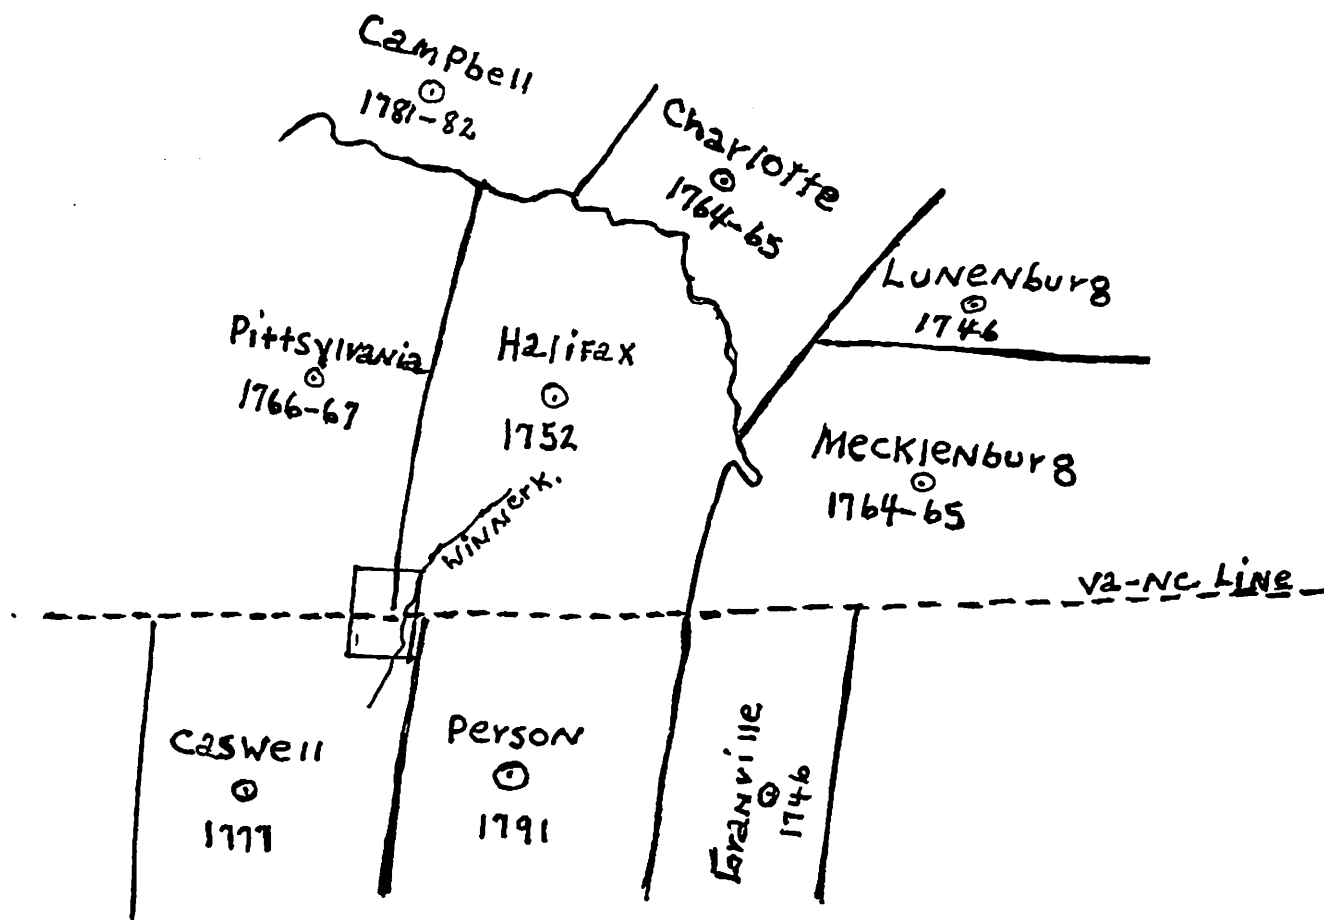 Campbell
1781-82
Charlotte
1764-65
Lunenburg
1746
Pittsylvania
1766-67
Halifax
1752
Mecklenburg
1764-65
Winn Crk.
Va-NC Line
Caswell
1777
Person
1791
Granville
1746